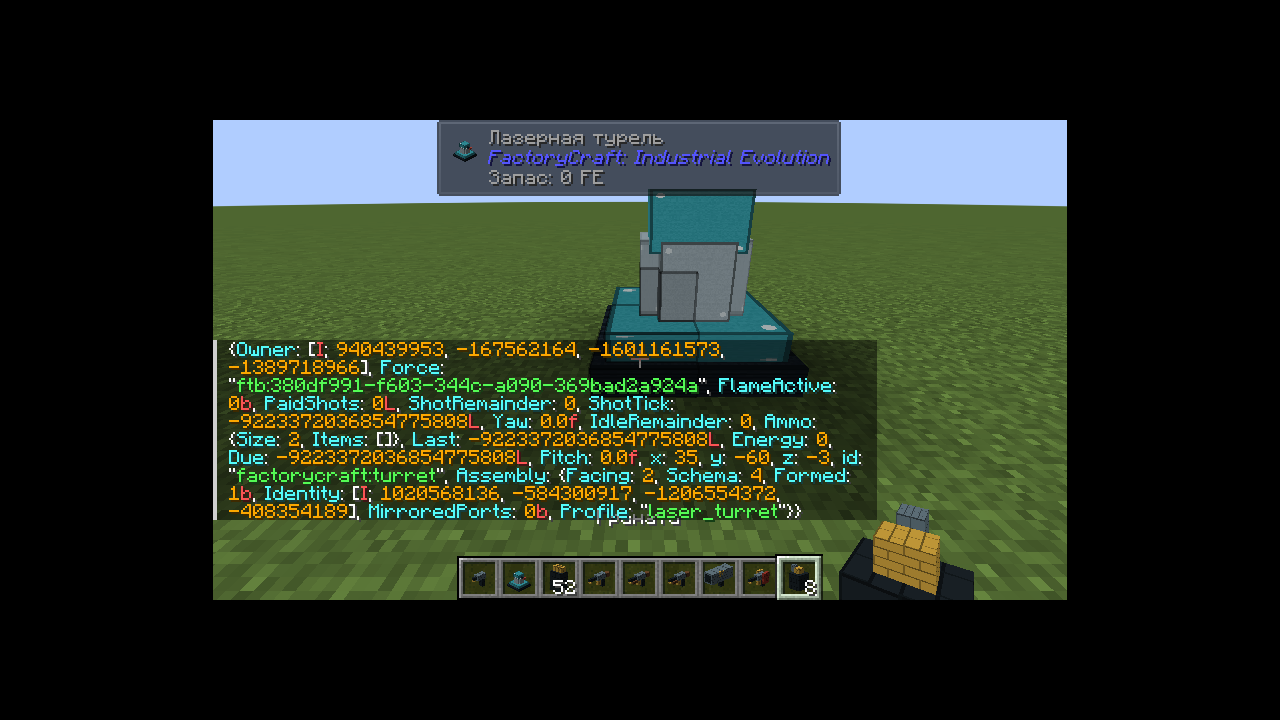 Лазерная турель
FactoryCraft: Industrial Evolution
Запас: 0 FE
{Owner: [I; 940439953, -167562164, -1601161573,
-1389718966], Force:
"ftb:380df991-f603-344c-a090-369bad2a924a", FlameActive:
0b, PaidShots: 0L, ShotRemainder: 0, ShotTick:
-9223372036854775808L, Yaw: 0.0f, IdleRemainder: 0, Ammo:
{Size: 2, Items: []}, Last: -9223372036854775808L, Energy: 0,
Due: -9223372036854775808L, Pitch: 0.0f, x: 35, y: -60, z: -3, id:
"factorycraft:turret", Assembly: {Facing: 2, Schema: 4, Formed:
1b, Identity: [I; 1020568136, -584300917, -1206554372,
-408354189], MirroredPorts: 0b, Profile: "laser_turret"}}
Граната
52
8